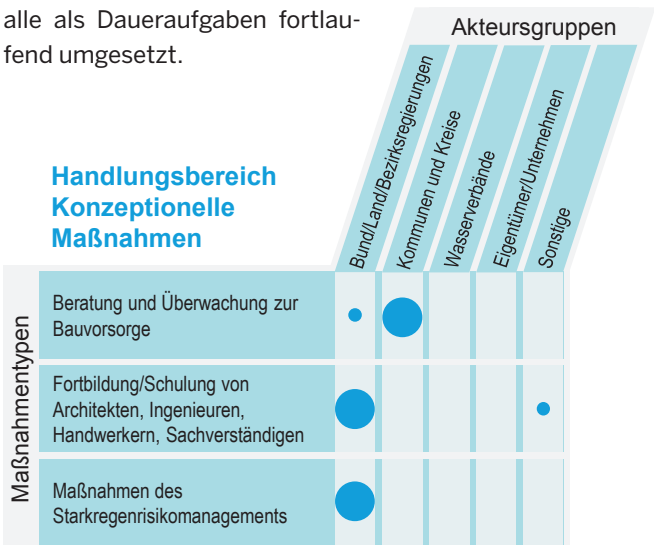 alle als Daueraufgaben fortlau-
fend umgesetzt.
Akteursgruppen
Bund/Land/Bezirksregierungen
Kommunen und Kreise
Wasserverbände
Eigentümer/Unternehmen
Sonstige
Handlungsbereich
Konzeptionelle
Maßnahmen
Maßnahmentypen
Beratung und Überwachung zur
Bauvorsorge
Fortbildung/Schulung von
Architekten, Ingenieuren,
Handwerkern, Sachverständigen
Maßnahmen des
Starkregenrisikomanagements